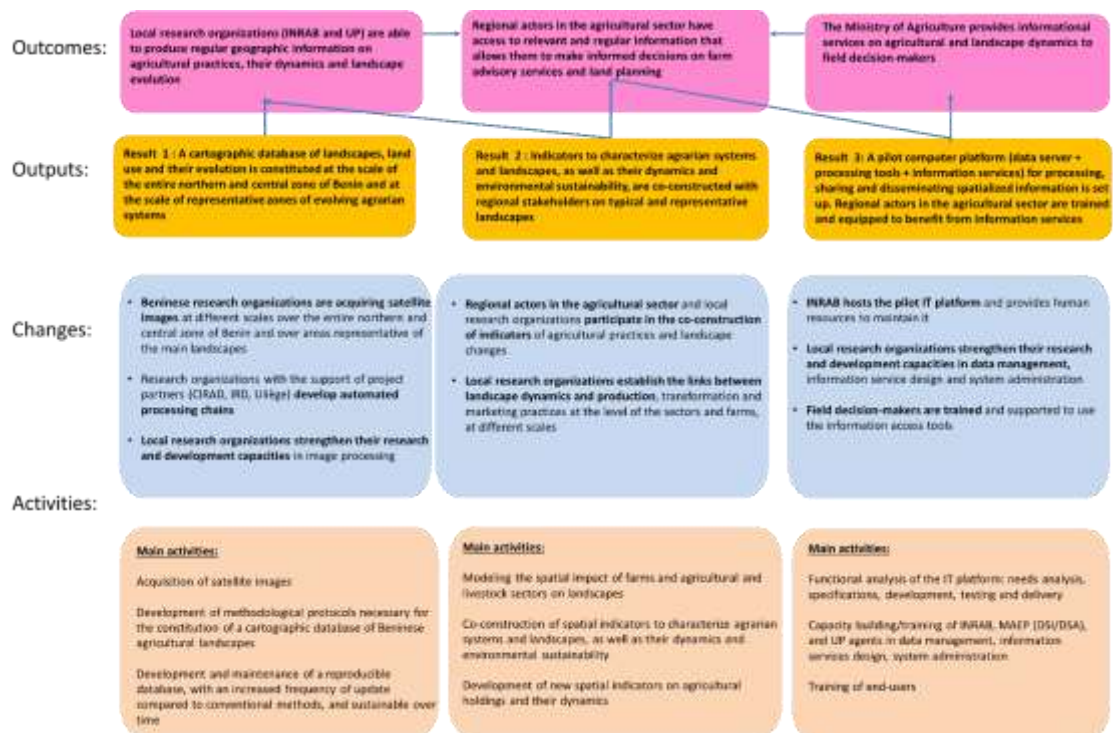 Outcomes:
Local research organizations (INRAB and UP) are able
to produce regular geographic information on
agricultural practices, their dynamics and landscape
evolution
Regional actors in the agricultural sector have
access to relevant and regular information that
allows them to make informed decisions on farm
advisory services and land planning
The Ministry of Agriculture provides informational
services on agricultural and landscape dynamics to
field decision-makers
Outputs:
Result 1 : A cartographic database of landscapes, land
use and their evolution is constituted at the scale of
the entire northern and central zone of Benin and at
the scale of representative zones of evolving agrarian
systems
Result 2 : Indicators to characterize agrarian systems
and landscapes, as well as their dynamics and
environmental sustainability, are co-constructed with
regional stakeholders on typical and representative
landscapes
Result 3: A pilot computer platform (data server +
processing tools + information services) for processing,
sharing and disseminating spatialized information is set
up. Regional actors in the agricultural sector are trained
and equipped to benefit from information services
Changes:
• Beninese research organizations are acquiring satellite
images at different scales over the entire northern and
central zone of Benin and over areas representative of
the main landscapes
• Research organizations with the support of project
partners (CIRAD, IRD, Uliège) develop automated
processing chains
• Local research organizations strengthen their research
and development capacities in image processing
• Regional actors in the agricultural sector and local
research organizations participate in the co-construction
of indicators of agricultural practices and landscape
changes
• Local research organizations establish the links between
landscape dynamics and production, transformation and
marketing practices at the level of the sectors and farms,
at different scales
• INRAB hosts the pilot IT platform and provides human
resources to maintain it
• Local research organizations strengthen their research
and development capacities in data management,
information service design and system administration
• Field decision-makers are trained and supported to use
the information access tools
Activities:
Main activities:
Acquisition of satellite images
Development of methodological protocols necessary for
the constitution of a cartographic database of Beninese
agricultural landscapes
Development and maintenance of a reproducible
database, with an increased frequency of update
compared to conventional methods, and sustainable over
time
Main activities:
Modeling the spatial impact of farms and agricultural and
livestock sectors on landscapes
Co-construction of spatial indicators to characterize agrarian
systems and landscapes, as well as their dynamics and
environmental sustainability
Development of new spatial indicators on agricultural
holdings and their dynamics
Main activities:
Functional analysis of the IT platform: needs analysis,
specifications, development, testing and delivery
Capacity building/training of INRAB, MAEP (DSI/DSA),
and UP agents in data management, information
services design, system administration
Training of end-users